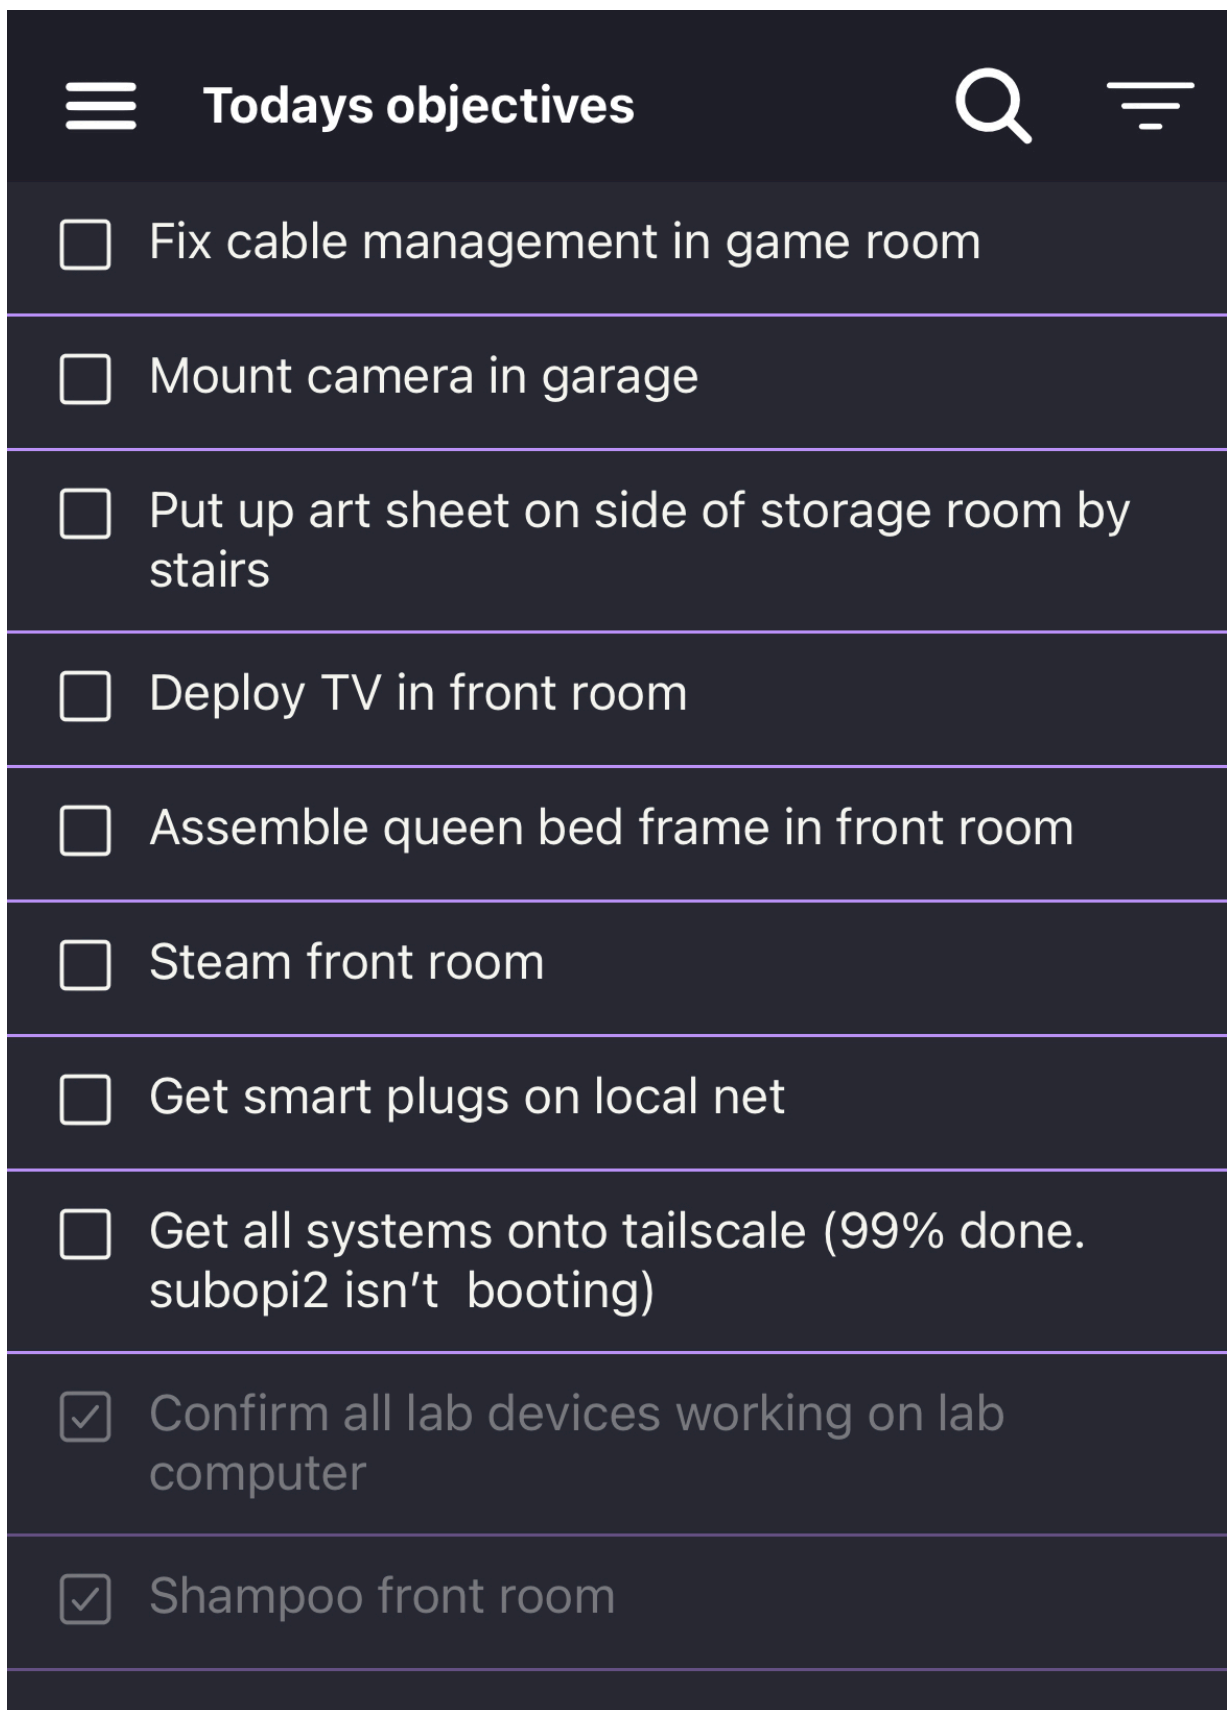 Todays objectives
Fix cable management in game room
Mount camera in garage
Put up art sheet on side of storage room by
stairs
Deploy TV in front room
Assemble queen bed frame in front room
Steam front room
Get smart plugs on local net
Get all systems onto tailscale (99% done.
subopi2 isn’t  booting)
Confirm all lab devices working on lab
computer
Shampoo front room